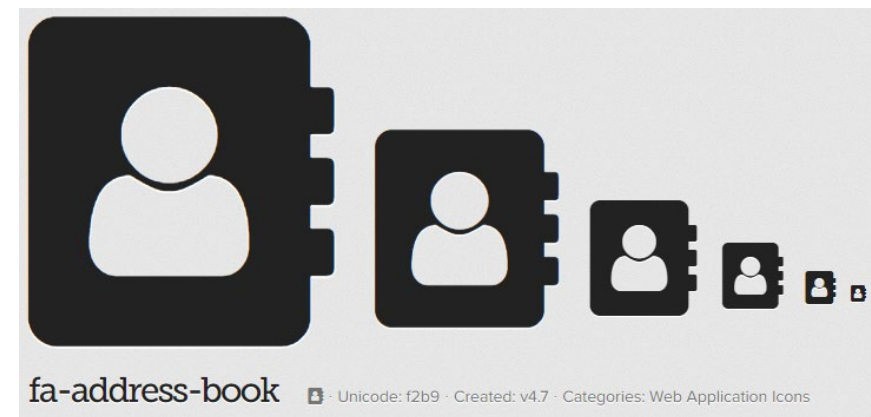 fa-address-book · Unicode: f2b9 · Created: v4.7 · Categories: Web Application Icons